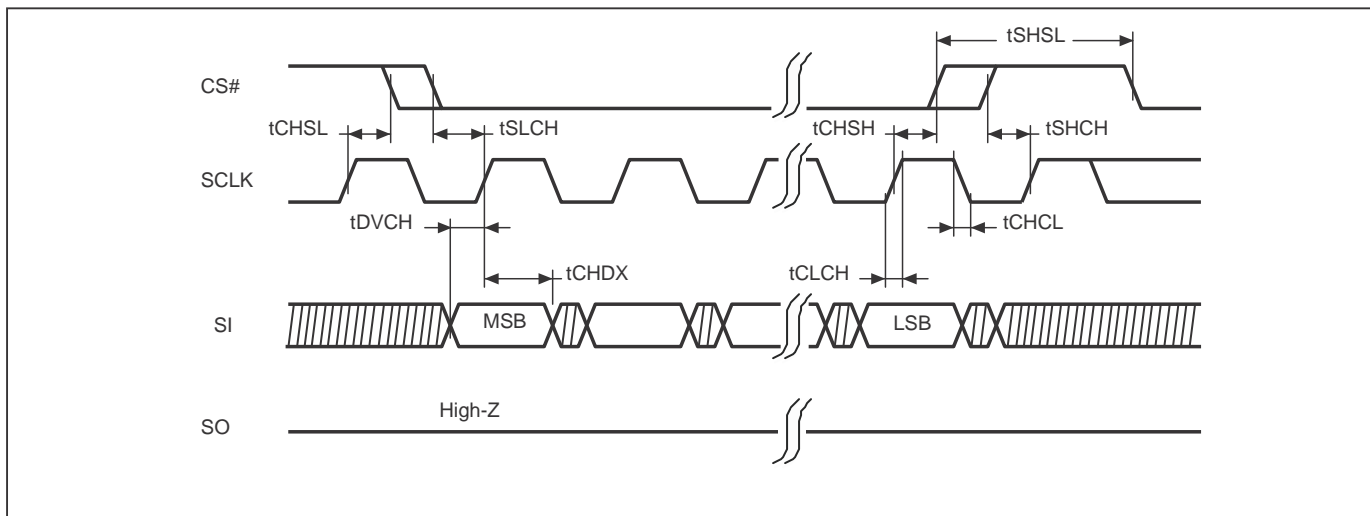 tSHSL
CS#
tCHSL
tSLCH
tCHSH
tSHCH
SCLK
tDVCH
tCHCL
tCHDX
tCLCH
SI
MSB
LSB
High-Z
SO